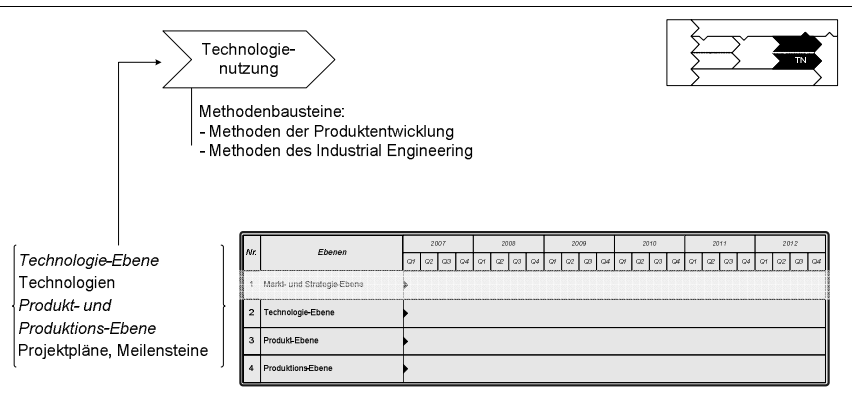 Technologie-
nutzung
TN
Methodenbausteine:
- Methoden der Produktentwicklung
- Methoden des Industrial Engineering
Technologie-Ebene
Technologien
Produkt- und
Produktions-Ebene
Projektpläne, Meilensteine
Nr. Ebenen 2007 2008 2009 2010 2011 2012
Q1 Q2 Q3 Q4 Q1 Q2 Q3 Q4 Q1 Q2 Q3 Q4 Q1 Q2 Q3 Q4 Q1 Q2 Q3 Q4 Q1 Q2 Q3 Q4
1 Markt- und Strategie-Ebene
2 Technologie-Ebene
3 Produkt-Ebene
4 Produktions-Ebene